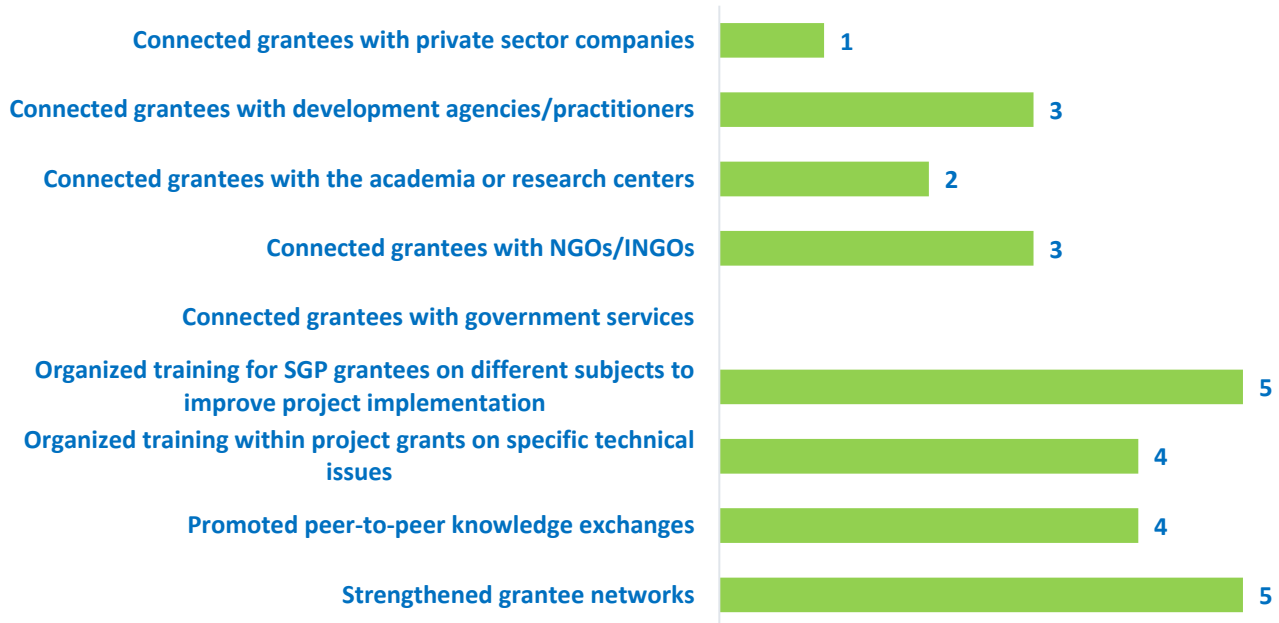 Connected grantees with private sector companies
1
Connected grantees with development agencies/practitioners
3
Connected grantees with the academia or research centers
2
Connected grantees with NGOs/INGOs
3
Connected grantees with government services
Organized training for SGP grantees on different subjects to
improve project implementation
5
Organized training within project grants on specific technical
issues
4
Promoted peer-to-peer knowledge exchanges
4
Strengthened grantee networks
5